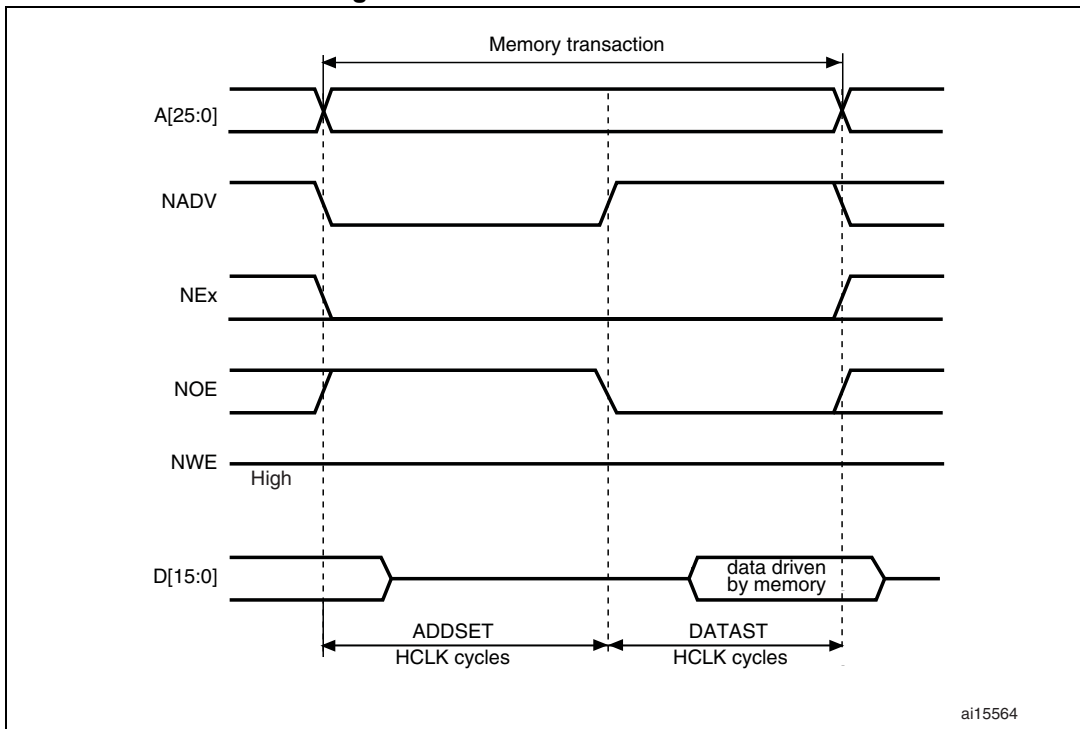 Memory transaction
A[25:0]
NADV
NEx
NOE
NWE
High
D[15:0]
data driven
by memory
ADDSET
HCLK cycles
DATAST
HCLK cycles
ai15564